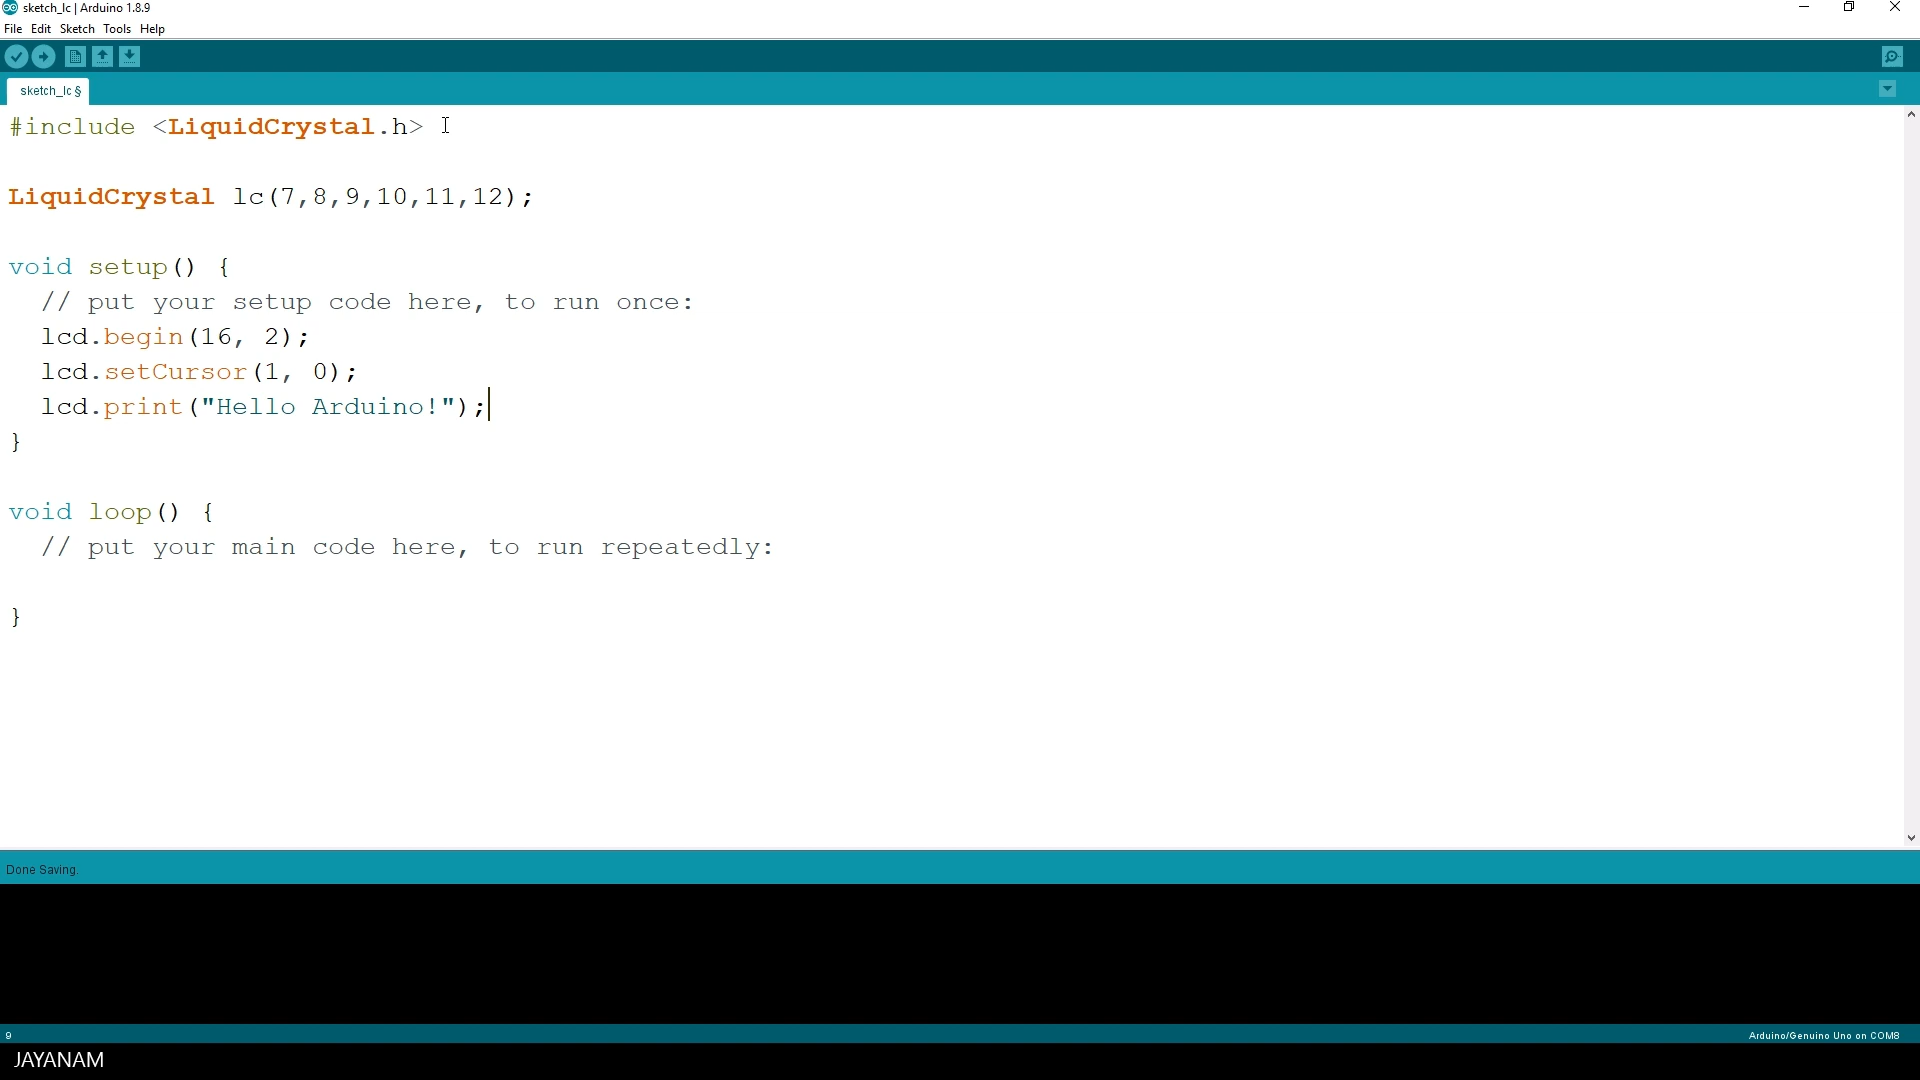 sketch_lc | Arduino 1.8.9
File Edit Sketch Tools Help
sketch_lc §
#include <LiquidCrystal.h>
LiquidCrystal lc(7,8,9,10,11,12);
void setup() {
// put your setup code here, to run once:
lcd.begin(16, 2);
lcd.setCursor(1, 0);
lcd.print("Hello Arduino!");
}
void loop() {
// put your main code here, to run repeatedly:
}
Done Saving.
9
Arduino/Genuino Uno on COM8
JAYANAM